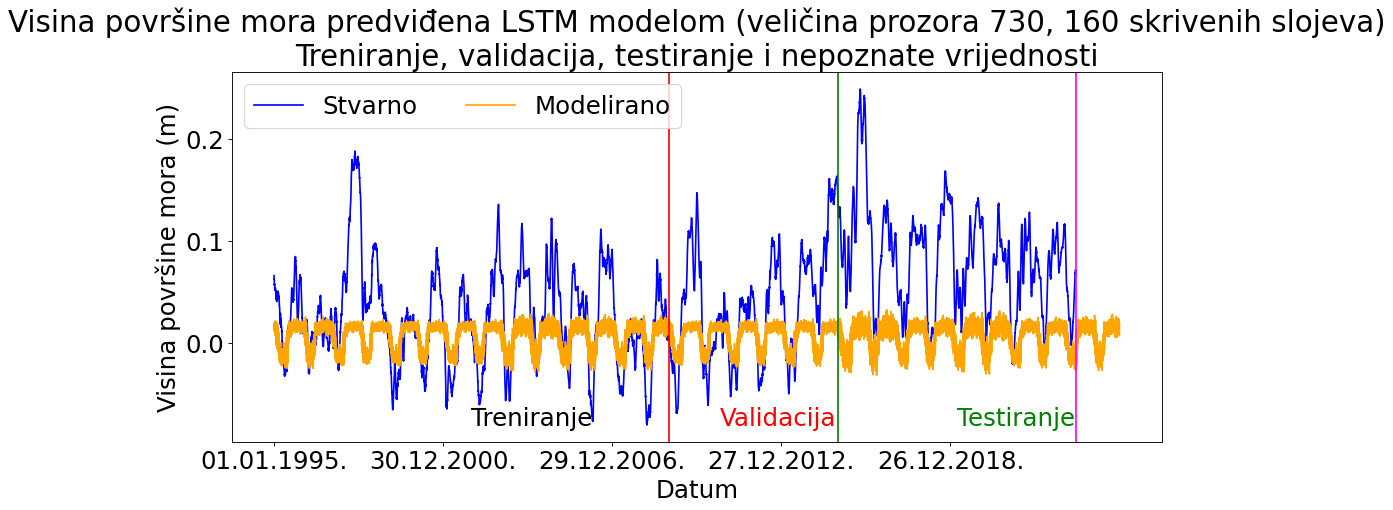 Visina površine mora predviđena LSTM modelom (veličina prozora 730, 160 skrivenih slojeva)
Treniranje, validacija, testiranje i nepoznate vrijednosti
Stvarno Modelirano
Visina površine mora (m)
0.2
0.1
0.0
Treniranje Validacija Testiranje
01.01.1995. 30.12.2000. 29.12.2006. 27.12.2012. 26.12.2018.
Datum